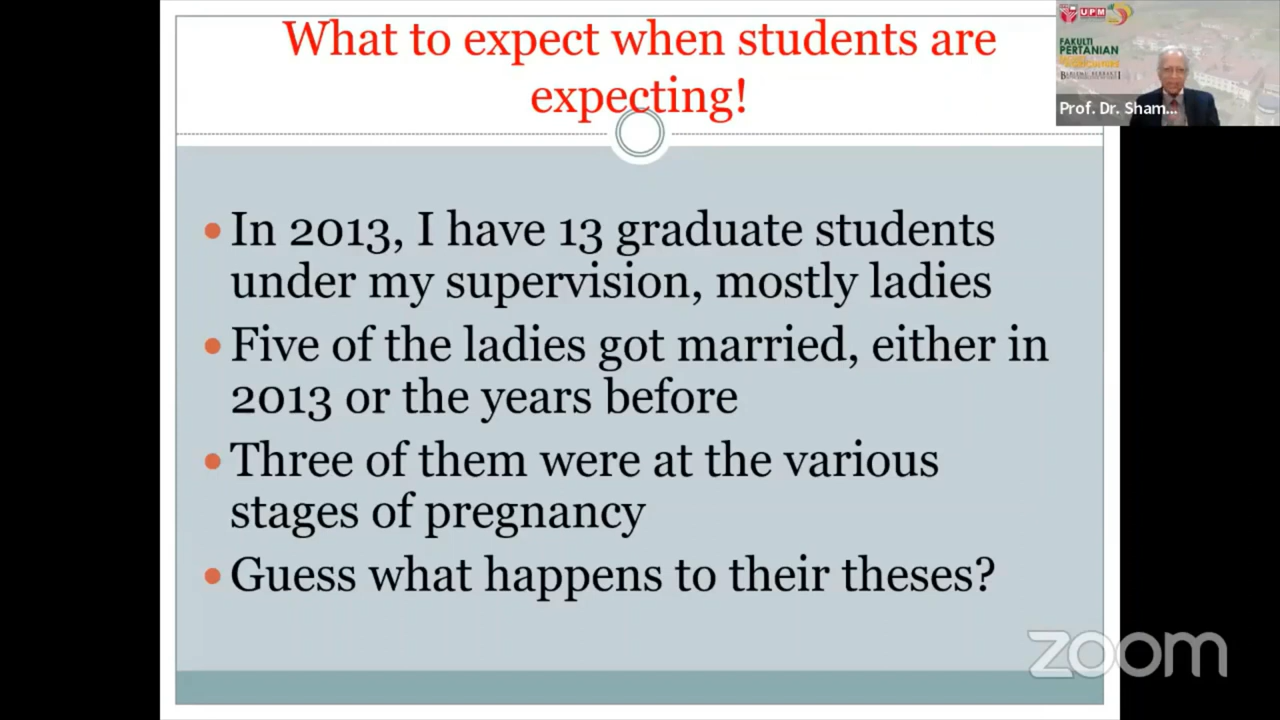 What to expect when students are
expecting!
In 2013, I have 13 graduate students
under my supervision, mostly ladies
Five of the ladies got married, either in
2013 or the years before
Three of them were at the various
stages of pregnancy
Guess what happens to their theses?
UPM
FAKULTI
PERTANIAN
Prof. Dr. Sham...
zoom